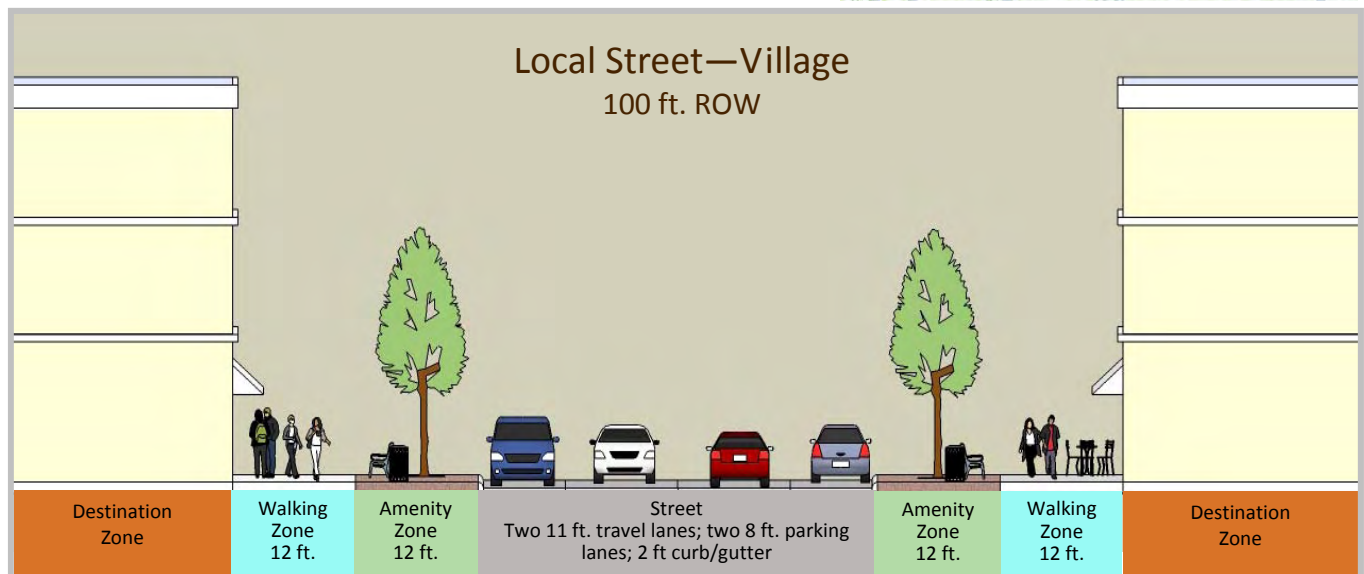 Local Street—Village
100 ft. ROW
Destination
Zone
Walking
Zone
12 ft.
Amenity
Zone
12 ft.
Street
Two 11 ft. travel lanes; two 8 ft. parking
lanes; 2 ft curb/gutter
Amenity
Zone
12 ft.
Walking
Zone
12 ft.
Destination
Zone